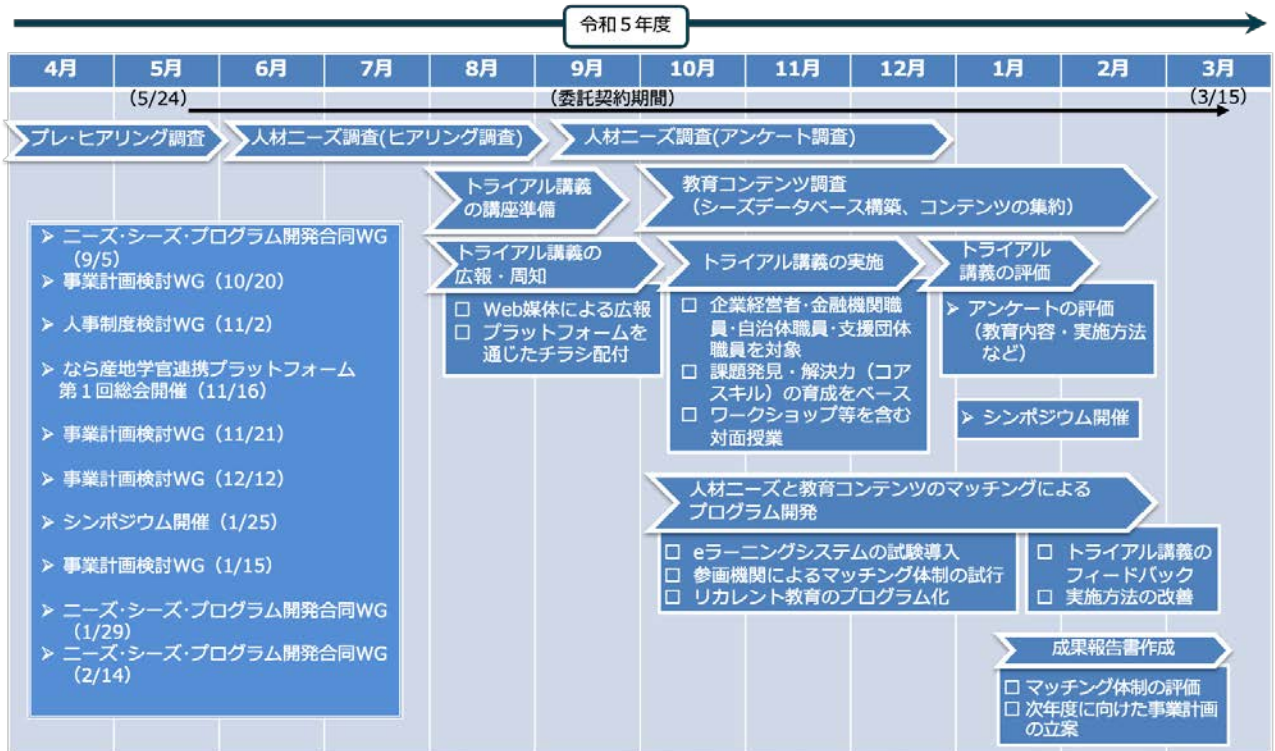 令和5年度
4月 5月 6月 7月 8月 9月 10月 11月 12月 1月 2月 3月
(5/24) (委託契約期間) (3/15)
プレ・ヒアリング調査
人材ニーズ調査(ヒアリング調査)
人材ニーズ調査(アンケート調査)
トライアル講義
の講座準備
教育コンテンツ調査
(シーズデータベース構築、コンテンツの集約)
➢ ニーズ・シーズ・プログラム開発合同WG
(9/5)
➢ 事業計画検討WG(10/20)
➢ 人事制度検討WG(11/2)
➢ なら産地学官連携プラットフォーム
第1回総会開催(11/16)
➢ 事業計画検討WG(11/21)
➢ 事業計画検討WG(12/12)
➢ シンポジウム開催(1/25)
➢ 事業計画検討WG(1/15)
➢ ニーズ・シーズ・プログラム開発合同WG
(1/29)
➢ ニーズ・シーズ・プログラム開発合同WG
(2/14)
トライアル講義の
広報・周知
□ Web媒体による広報
□ プラットフォームを
通じたチラシ配付
トライアル講義の実施
□ 企業経営者・金融機関職
員・自治体職員・支援団体
職員を対象
□ 課題発見・解決力(コア
スキル)の育成をベース
□ ワークショップ等を含む
対面授業
トライアル
講義の評価
➢ アンケートの評価
(教育内容・実施方法
など)
➢ シンポジウム開催
人材ニーズと教育コンテンツのマッチングによる
プログラム開発
□ eラーニングシステムの試験導入
□ 参画機関によるマッチング体制の試行
□ リカレント教育のプログラム化
□ トライアル講義の
フィードバック
□ 実施方法の改善
成果報告書作成
□ マッチング体制の評価
□ 次年度に向けた事業計画
の立案